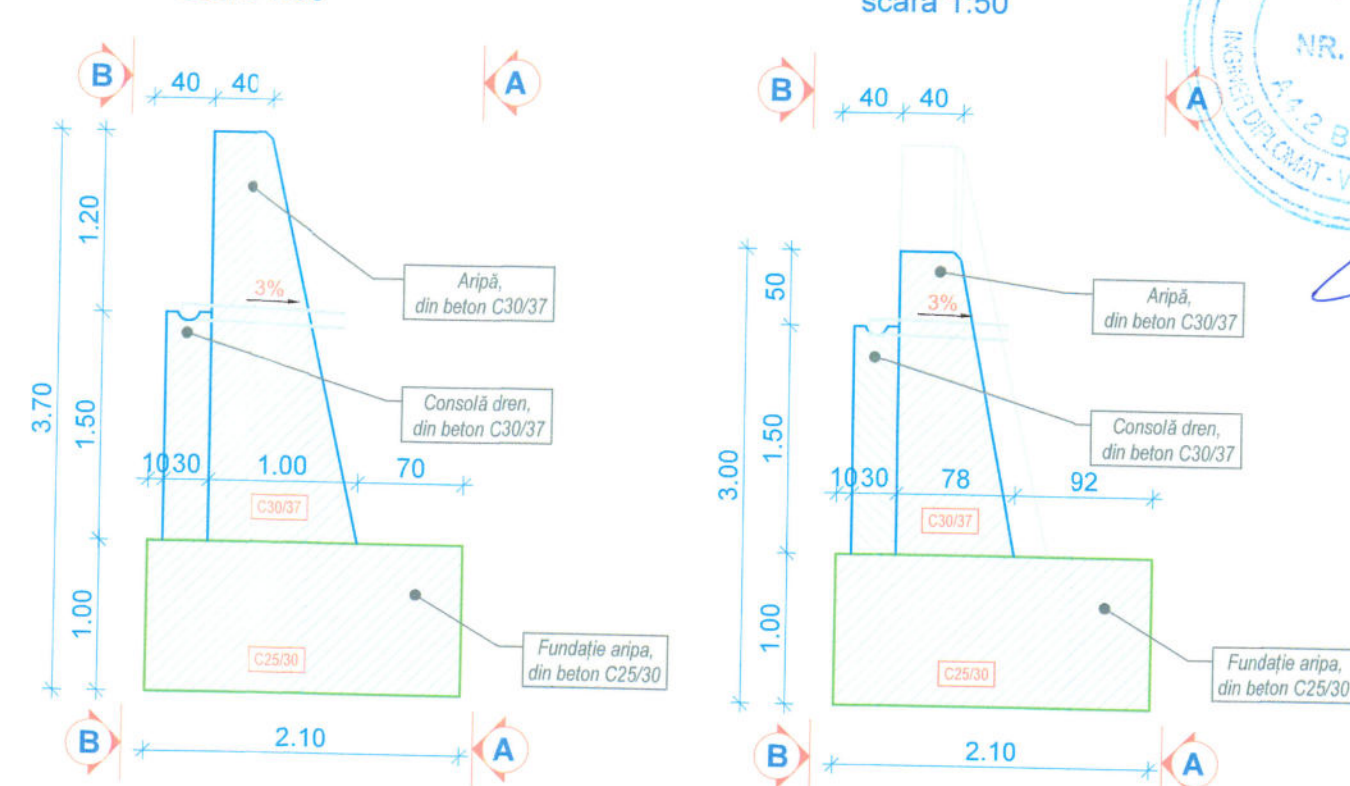 scara 1:50
NR.
A4.2 B
INGINER DIPLOMAT - V
B
A
40 40
1.20
3.70
3%
Aripă,
din beton C30/37
Consolă dren,
din beton C30/37
1.50
10 30 1.00 70
C30/37
1.00
C25/30
Fundație aripa,
din beton C25/30
B
2.10
A
B
A
40 40
50
3%
Aripă,
din beton C30/37
Consolă dren,
din beton C30/37
1.50
3.00
10 30 78 92
C30/37
1.00
C25/30
Fundație aripa,
din beton C25/30
B
2.10
A